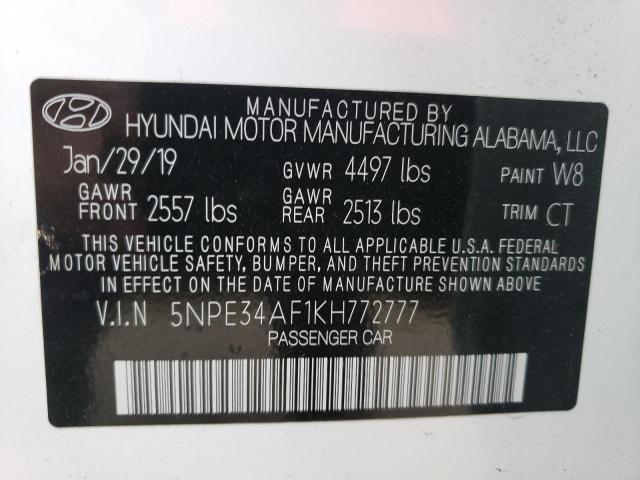 MANUFACTURED BY
HYUNDAI MOTOR MANUFACTURING ALABAMA, LLC
Jan/29/19 GVWR 4497 lbs PAINT W8
GAWR FRONT 2557 lbs GAWR REAR 2513 lbs TRIM CT
THIS VEHICLE CONFORMS TO ALL APPLICABLE U.S.A. FEDERAL
MOTOR VEHICLE SAFETY, BUMPER, AND THEFT PREVENTION STANDARDS
IN EFFECT ON THE DATE OF MANUFACTURE SHOWN ABOVE.
V.I.N 5NPE34AF1KH772777
PASSENGER CAR